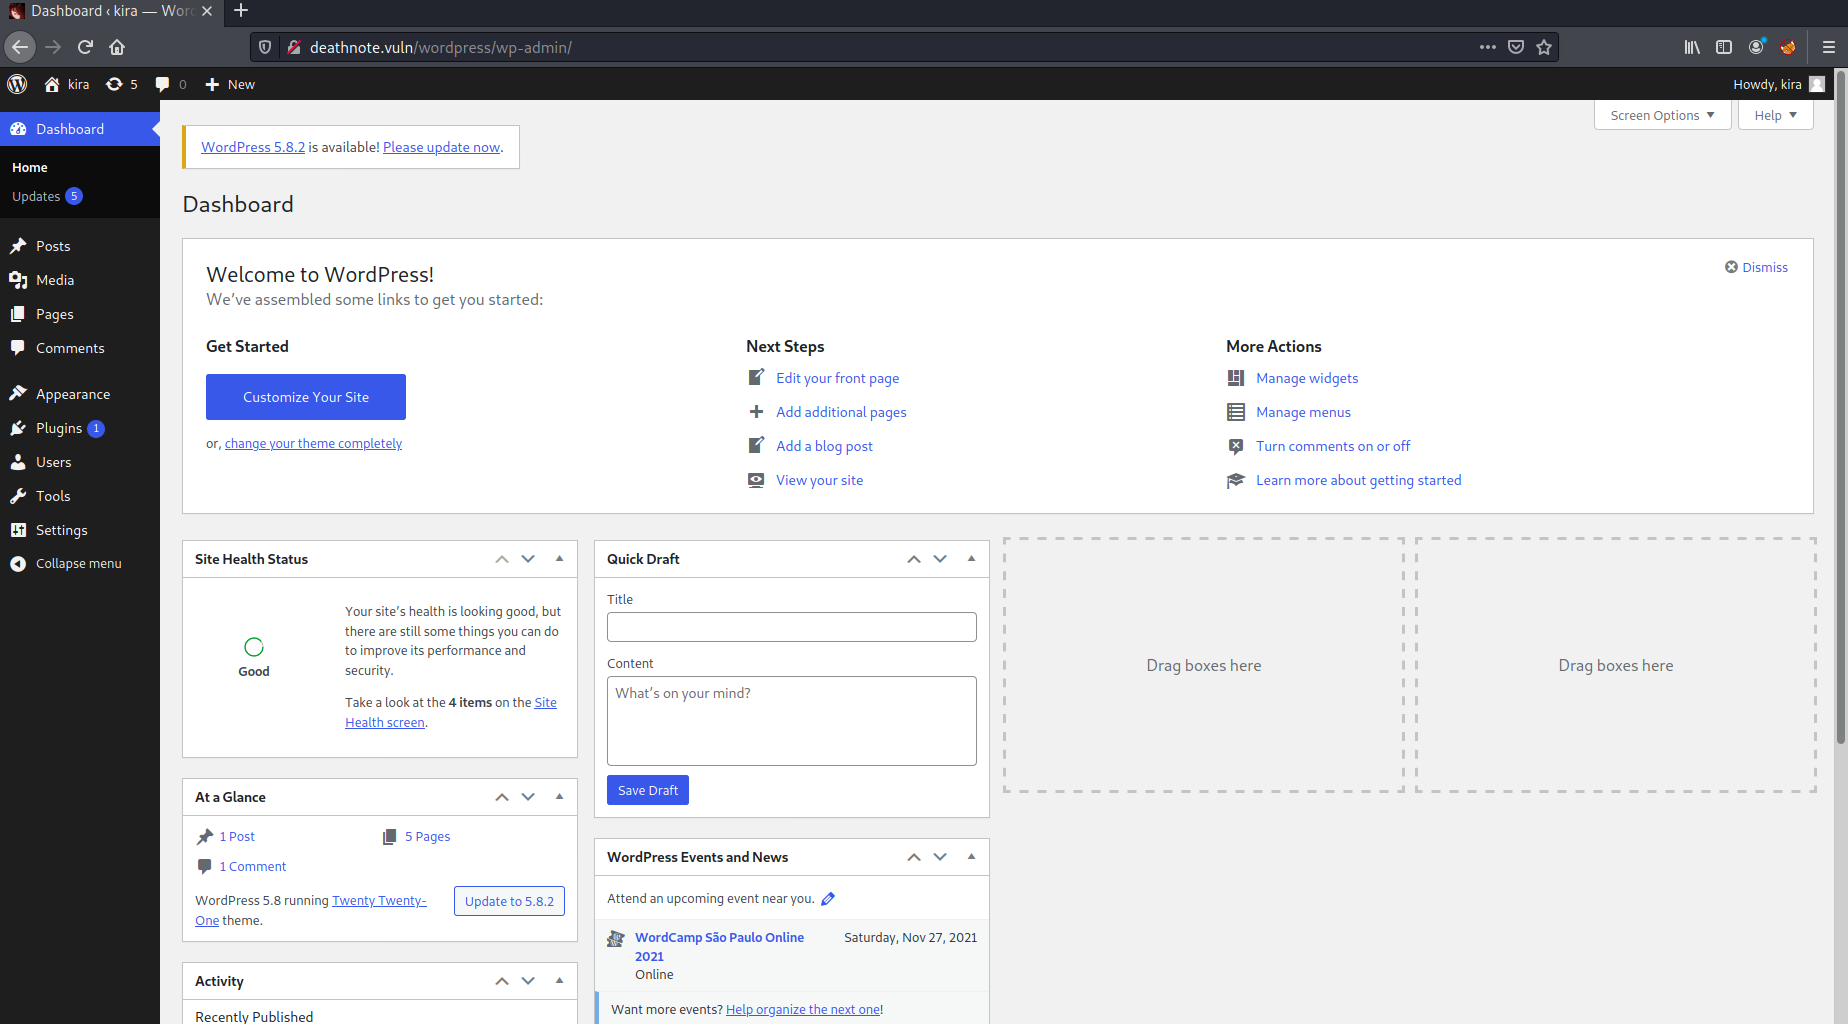 Dashboard ‹ kira — Wor
deathnote.vuln/wordpress/wp-admin/
kira
5
0
New
Howdy, kira
Dashboard
Home
Updates 5
Posts
Media
Pages
Comments
Appearance
Plugins 1
Users
Tools
Settings
Collapse menu
Screen Options
Help
WordPress 5.8.2 is available! Please update now.
Dashboard
Welcome to WordPress!
We’ve assembled some links to get you started:
Dismiss
Get Started
Customize Your Site
or, change your theme completely
Next Steps
Edit your front page
Add additional pages
Add a blog post
View your site
More Actions
Manage widgets
Manage menus
Turn comments on or off
Learn more about getting started
Site Health Status
Good
Your site’s health is looking good, but
there are still some things you can do
to improve its performance and
security.
Take a look at the 4 items on the Site
Health screen.
At a Glance
1 Post
5 Pages
1 Comment
WordPress 5.8 running Twenty Twenty-
One theme.
Update to 5.8.2
Activity
Recently Published
Quick Draft
Title
Content
What’s on your mind?
Save Draft
WordPress Events and News
Attend an upcoming event near you.
WordCamp São Paulo Online
2021
Saturday, Nov 27, 2021
Online
Want more events? Help organize the next one!
Drag boxes here
Drag boxes here